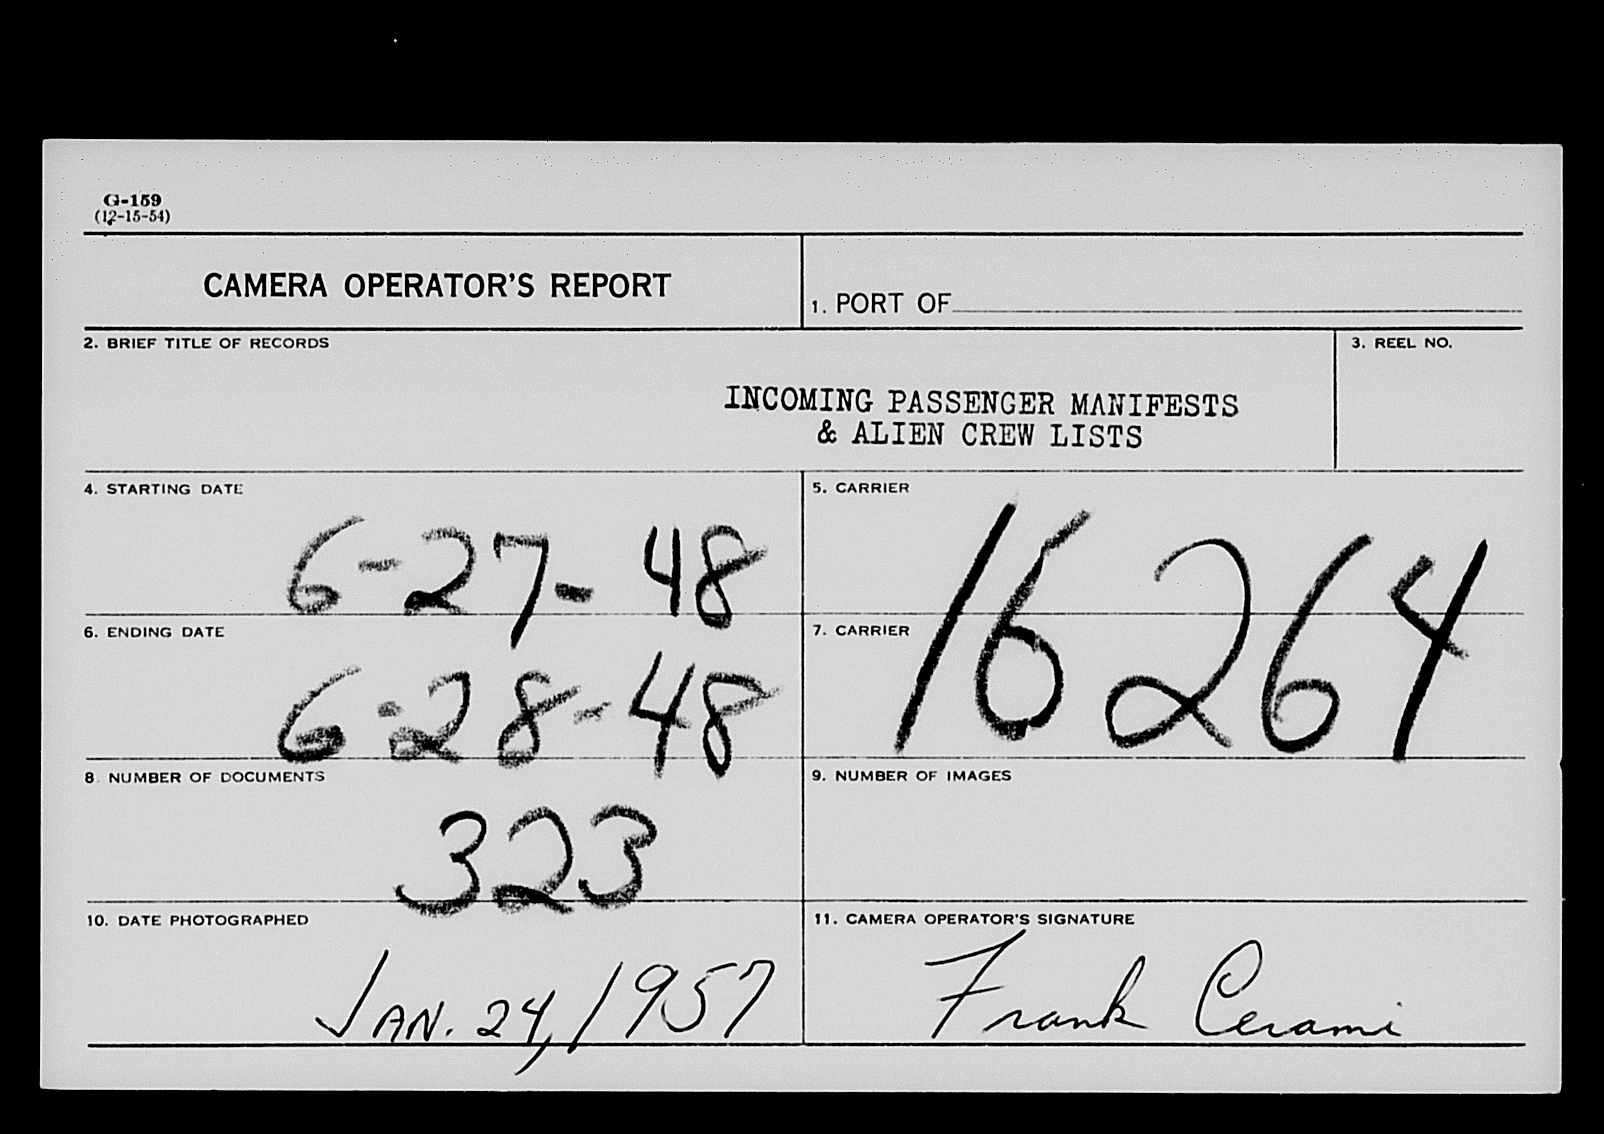 G-159
(12-15-54)
CAMERA OPERATOR'S REPORT
1. PORT OF
2. BRIEF TITLE OF RECORDS
3. REEL NO.
INCOMING PASSENGER MANIFESTS
& ALIEN CREW LISTS
4. STARTING DATE
6-27-48
5. CARRIER
16264
6. ENDING DATE
6-28-48
7. CARRIER
8. NUMBER OF DOCUMENTS
323
9. NUMBER OF IMAGES
10. DATE PHOTOGRAPHED
JAN. 24, 1957
11. CAMERA OPERATOR'S SIGNATURE
Frank Cerami